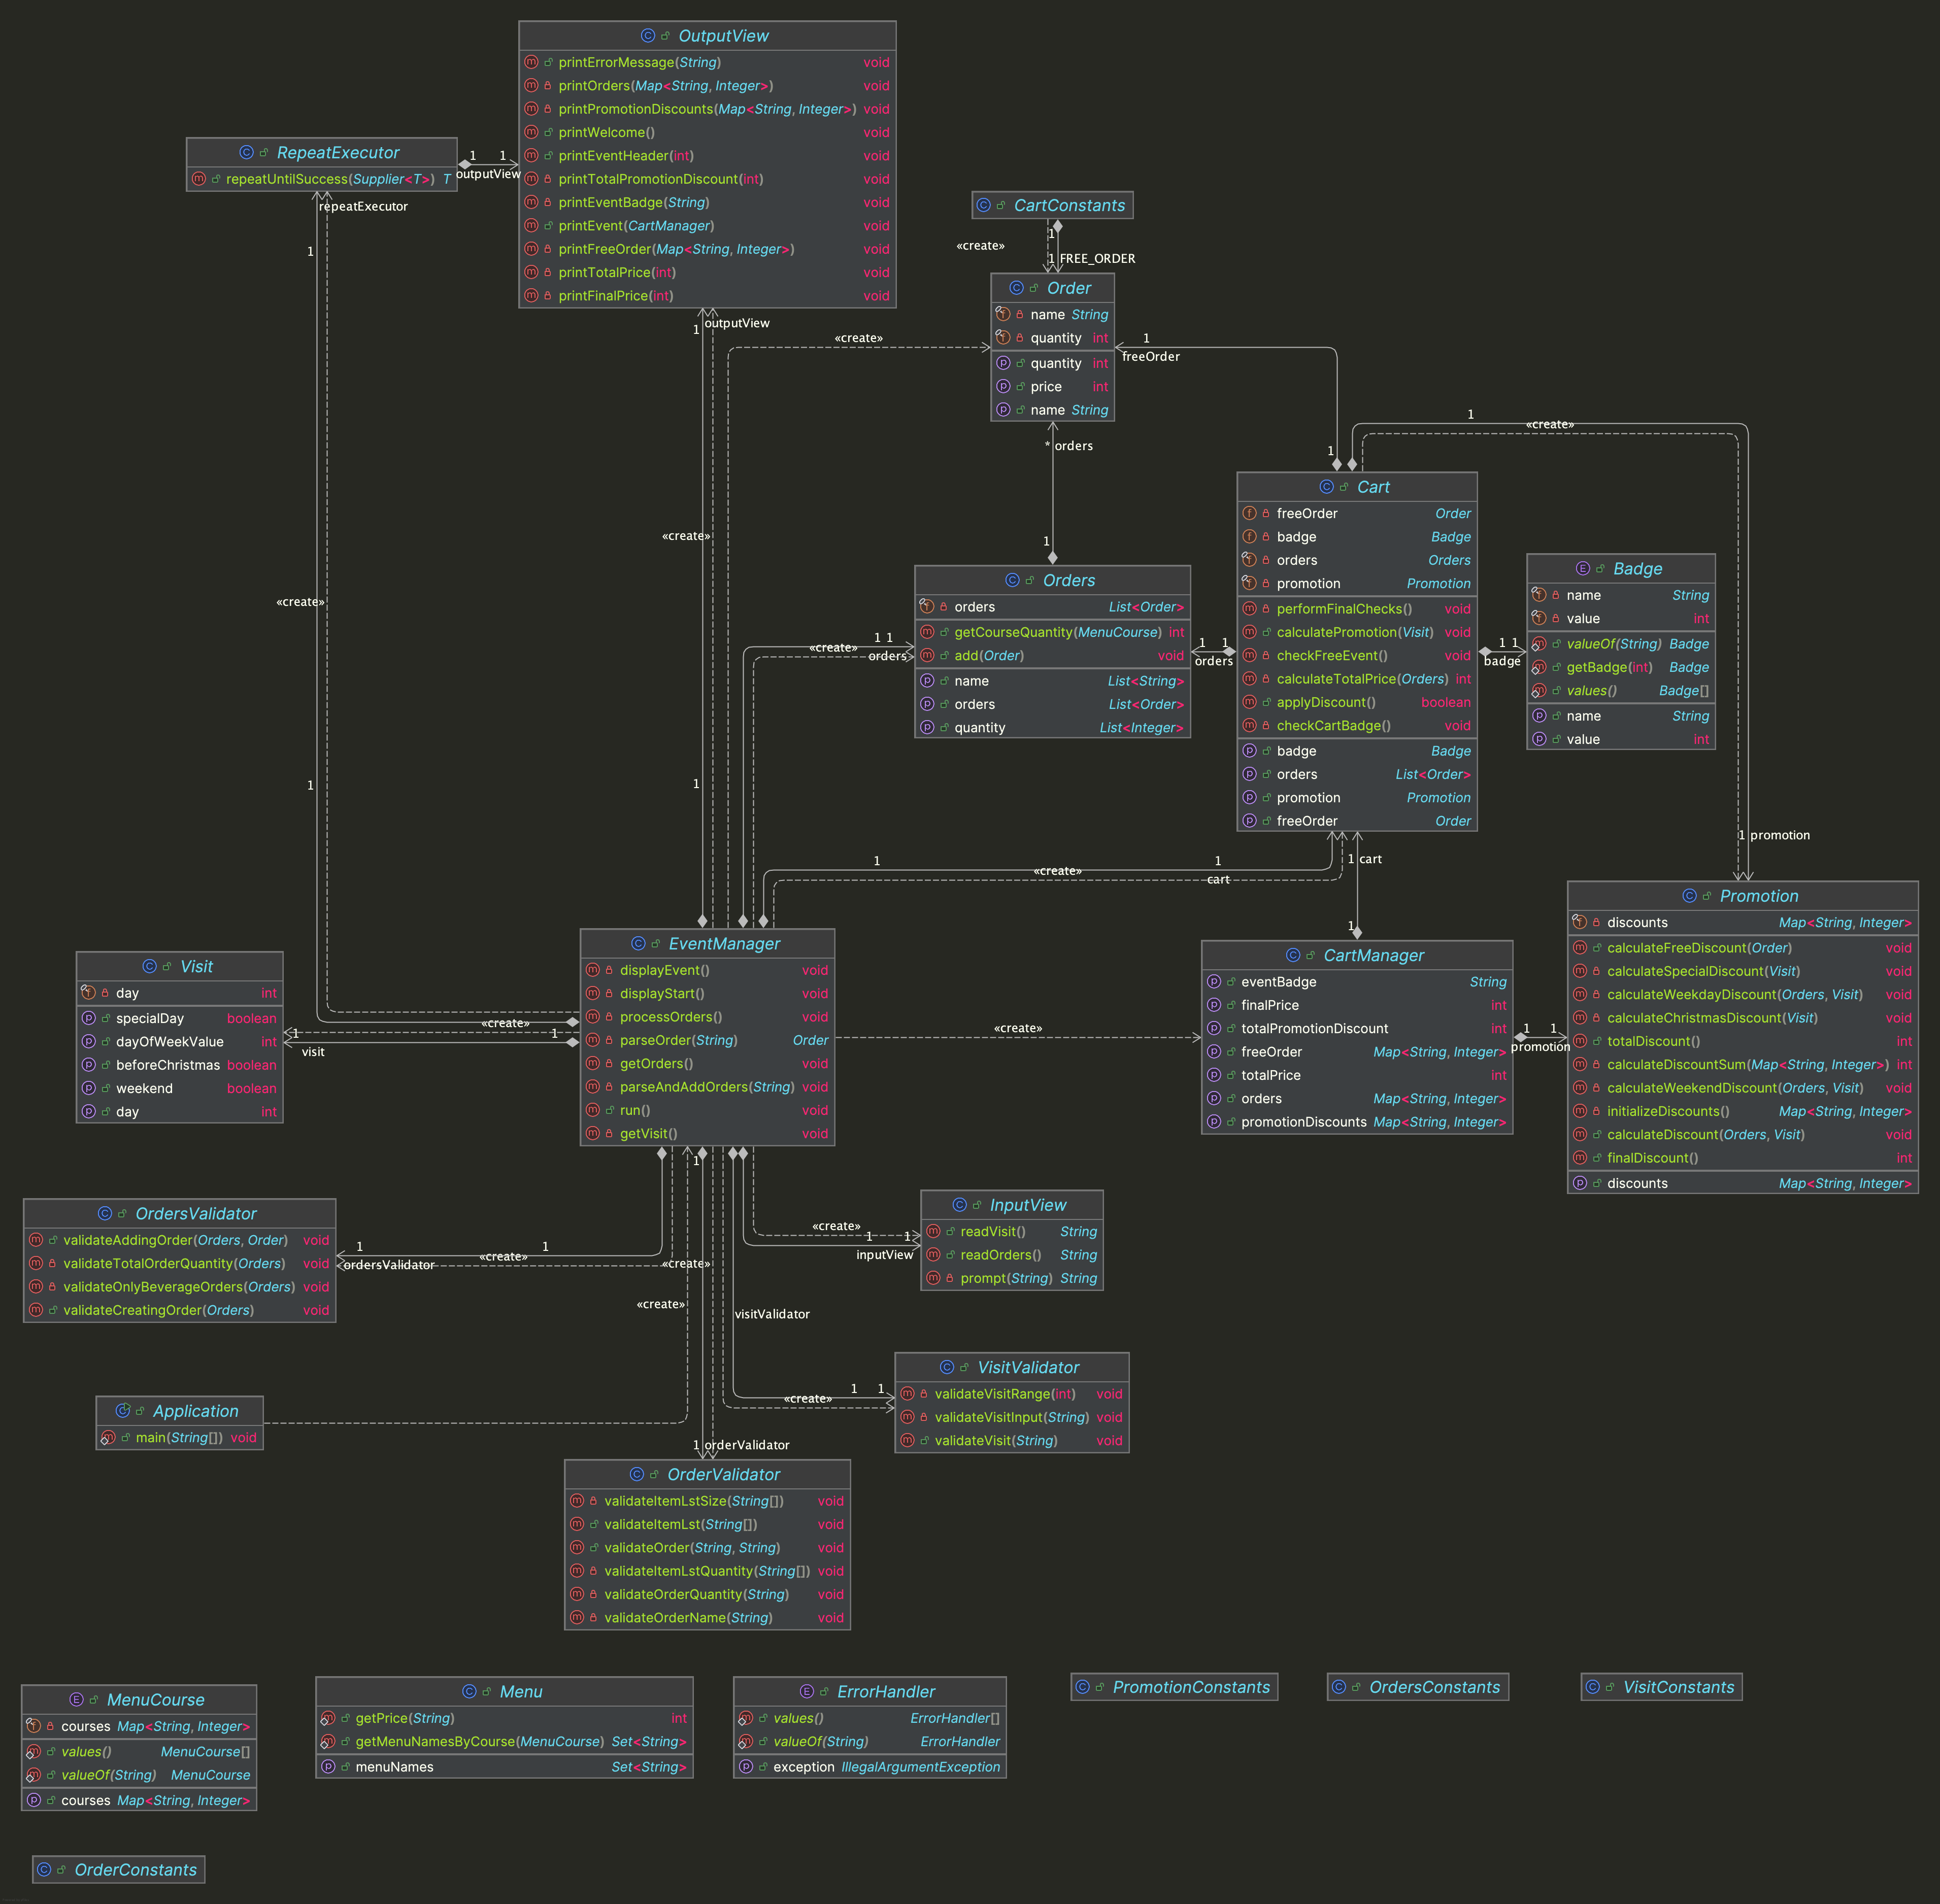 OutputView
printErrorMessage(String) void
printOrders(Map<String, Integer>) void
printPromotionDiscounts(Map<String, Integer>) void
printWelcome() void
printEventHeader(int) void
printTotalPromotionDiscount(int) void
printEventBadge(String) void
printEvent(CartManager) void
printFreeOrder(Map<String, Integer>) void
printTotalPrice(int) void
printFinalPrice(int) void
RepeatExecutor
repeatUntilSuccess(Supplier<T>) T
1 1
outputView
repeatExecutor
1
CartConstants
1
«create»
1 FREE_ORDER
Order
name String
quantity int
quantity int
price int
name String
1 outputView
«create»
1
freeOrder
* orders
1
1
1
«create»
Cart
freeOrder Order
badge Badge
orders Orders
promotion Promotion
performFinalChecks() void
calculatePromotion(Visit) void
checkFreeEvent() void
calculateTotalPrice(Orders) int
applyDiscount() boolean
checkCartBadge() void
badge Badge
orders List<Order>
promotion Promotion
freeOrder Order
«create»
«create»
Orders
orders List<Order>
getCourseQuantity(MenuCourse) int
add(Order) void
name List<String>
orders List<Order>
quantity List<Integer>
1 1
«create»
orders
1 1
orders
1 1
badge
Badge
name String
value int
valueOf(String) Badge
getBadge(int) Badge
values() Badge[]
name String
value int
1
1
1 promotion
1 1
«create»
cart
1 cart
1
Promotion
discounts Map<String, Integer>
calculateFreeDiscount(Order) void
calculateSpecialDiscount(Visit) void
calculateWeekdayDiscount(Orders, Visit) void
calculateChristmasDiscount(Visit) void
totalDiscount() int
calculateDiscountSum(Map<String, Integer>) int
calculateWeekendDiscount(Orders, Visit) void
initializeDiscounts() Map<String, Integer>
calculateDiscount(Orders, Visit) void
finalDiscount() int
discounts Map<String, Integer>
EventManager
displayEvent() void
displayStart() void
processOrders() void
parseOrder(String) Order
getOrders() void
parseAndAddOrders(String) void
run() void
getVisit() void
CartManager
eventBadge String
finalPrice int
totalPromotionDiscount int
freeOrder Map<String, Integer>
totalPrice int
orders Map<String, Integer>
promotionDiscounts Map<String, Integer>
1 1
promotion
«create»
Visit
day int
specialDay boolean
dayOfWeekValue int
beforeChristmas boolean
weekend boolean
day int
«create»
1 1
visit
1
OrdersValidator
validateAddingOrder(Orders, Order) void
validateTotalOrderQuantity(Orders) void
validateOnlyBeverageOrders(Orders) void
validateCreatingOrder(Orders) void
1 1
«create»
ordersValidator
«create»
«create»
InputView
readVisit() String
readOrders() String
prompt(String) String
«create»
1 1
inputView
visitValidator
VisitValidator
validateVisitRange(int) void
validateVisitInput(String) void
validateVisit(String) void
1 1
«create»
Application
main(String[]) void
1 orderValidator
OrderValidator
validateItemLstSize(String[]) void
validateItemLst(String[]) void
validateOrder(String, String) void
validateItemLstQuantity(String[]) void
validateOrderQuantity(String) void
validateOrderName(String) void
MenuCourse
courses Map<String, Integer>
values() MenuCourse[]
valueOf(String) MenuCourse
courses Map<String, Integer>
Menu
getPrice(String) int
getMenuNamesByCourse(MenuCourse) Set<String>
menuNames Set<String>
ErrorHandler
values() ErrorHandler[]
valueOf(String) ErrorHandler
exception IllegalArgumentException
PromotionConstants
OrdersConstants
VisitConstants
OrderConstants